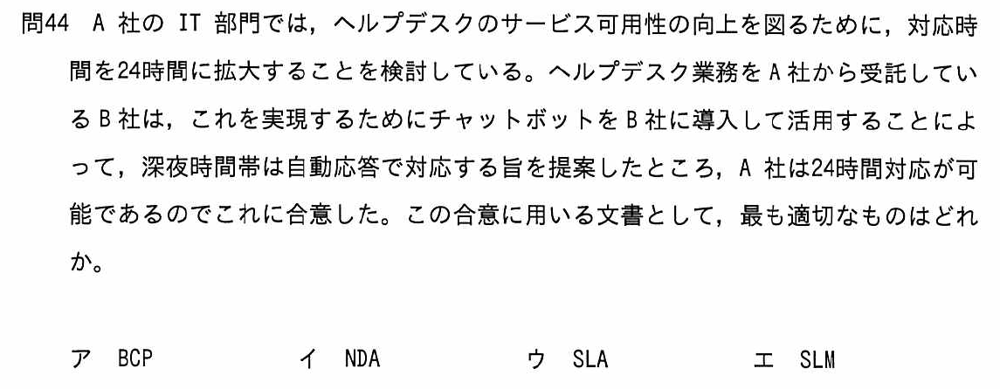 問44 A 社の IT 部門では，ヘルプデスクのサービス可用性の向上を図るために，対応時
間を24時間に拡大することを検討している。ヘルプデスク業務を A 社から受託してい
る B 社は，これを実現するためにチャットボットを B 社に導入して活用することによ
って，深夜時間帯は自動応答で対応する旨を提案したところ，A 社は24時間対応が可
能であるのでこれに合意した。この合意に用いる文書として，最も適切なものはどれ
か。
ア BCP イ NDA ウ SLA エ SLM